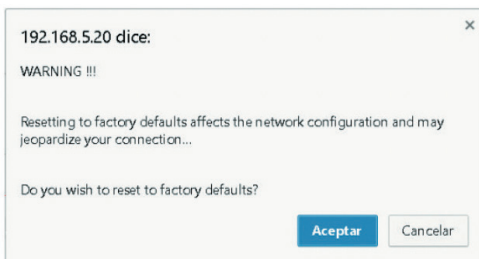 192.168.5.20 dice:
WARNING !!!
Resetting to factory defaults affects the network configuration and may
jeopardize your connection...
Do you wish to reset to factory defaults?
Aceptar
Cancelar